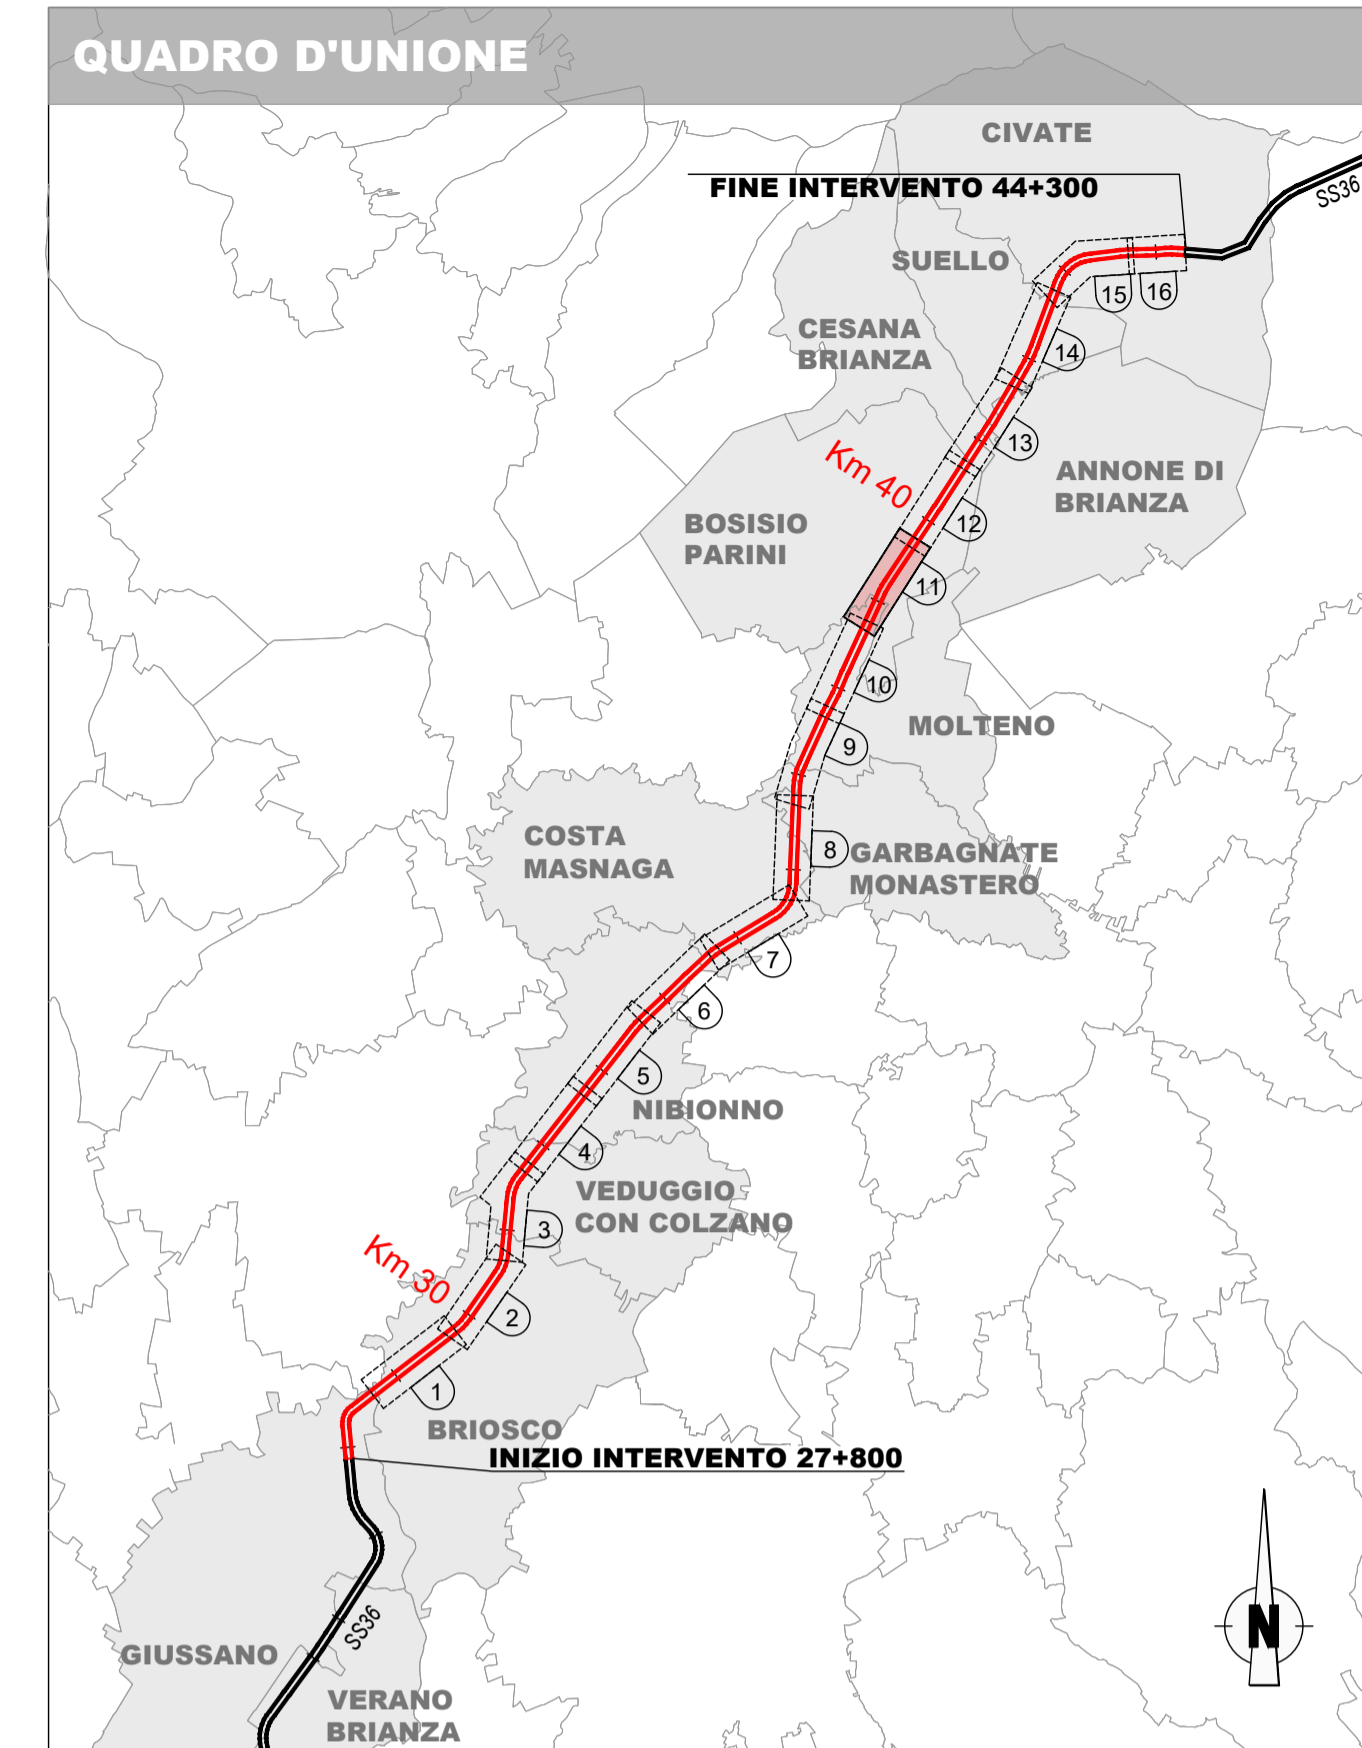 QUADRO D'UNIONE
CIVATE
FINE INTERVENTO 44+300
SS36
SUELLO
15
16
CESANA
BRIANZA
14
13
Km 40
ANNONE DI
BRIANZA
BOSISIO
PARINI
12
11
10
MOLTENO
9
COSTA
MASNAGA
8
GARBAGNATE
MONASTERO
7
6
5
NIBIONNO
4
VEDUGGIO
CON COLZANO
3
Km 30
2
1
BRIOSCO
INIZIO INTERVENTO 27+800
N
SS36
GIUSSANO
VERANO
BRIANZA